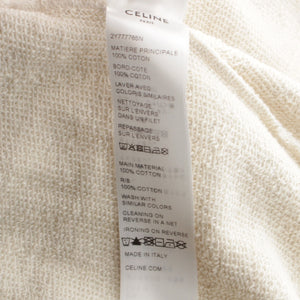 CELINE
PARIS
MATIÈRE PRINCIPALE
100% COTON
BORD-COTE
100% COTON
LAVER AVEC
COLORIS SIMILAIRES
NETTOYAGE
SUR L'ENVERS
DANS UN FILET
REPASSAGE
SUR L'ENVERS
MAIN MATERIAL
100% COTTON
RIB
100% COTTON
WASH WITH
SIMILAR COLORS
CLEANING ON
REVERSE IN A NET
IRONING ON REVERSE
MADE IN ITALY
CELINE.COM